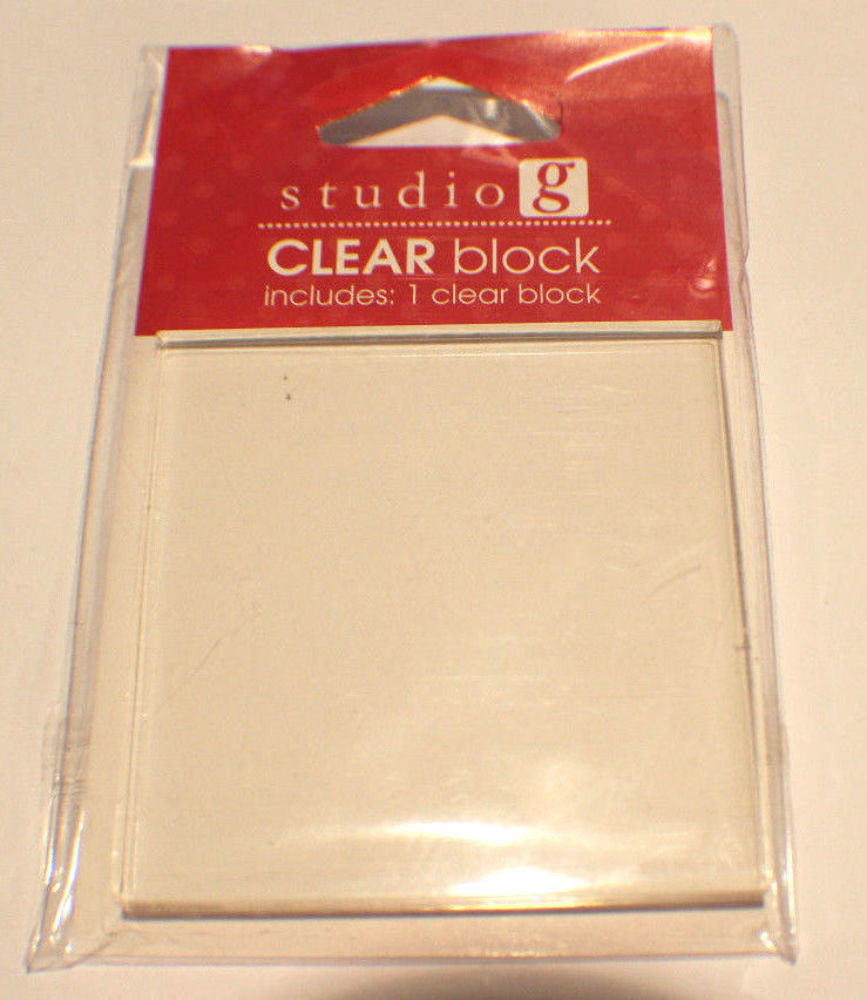 studio g
CLEAR block
includes: 1 clear block